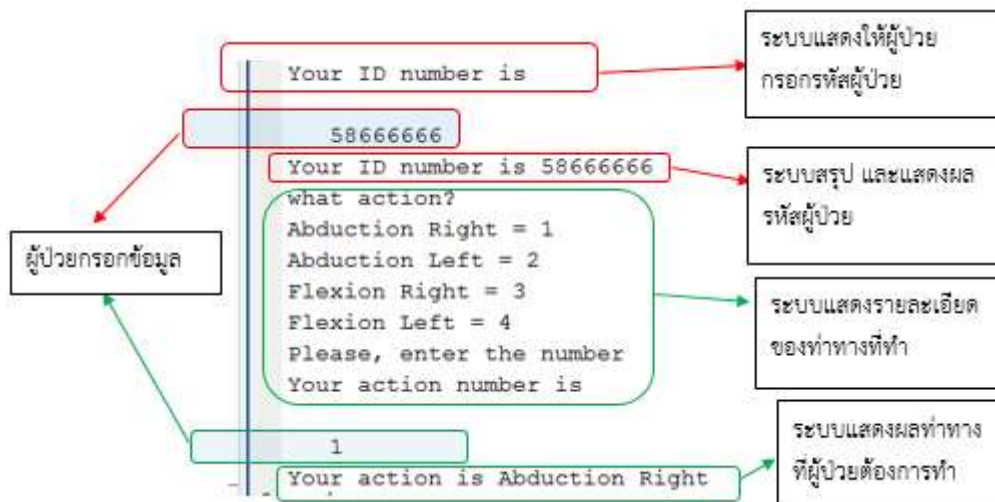 ระบบแสดงให้ผู้ป่วย
กรอกรหัสผู้ป่วย
Your ID number is
58666666
Your ID number is 58666666
ระบบสรุป และแสดงผล
รหัสผู้ป่วย
what action?
Abduction Right = 1
Abduction Left = 2
Flexion Right = 3
Flexion Left = 4
Please, enter the number
Your action number is
ผู้ป่วยกรอกข้อมูล
ระบบแสดงรายละเอียด
ของท่าทางที่ทำ
1
Your action is Abduction Right
ระบบแสดงผลท่าทาง
ที่ผู้ป่วยต้องการทำ